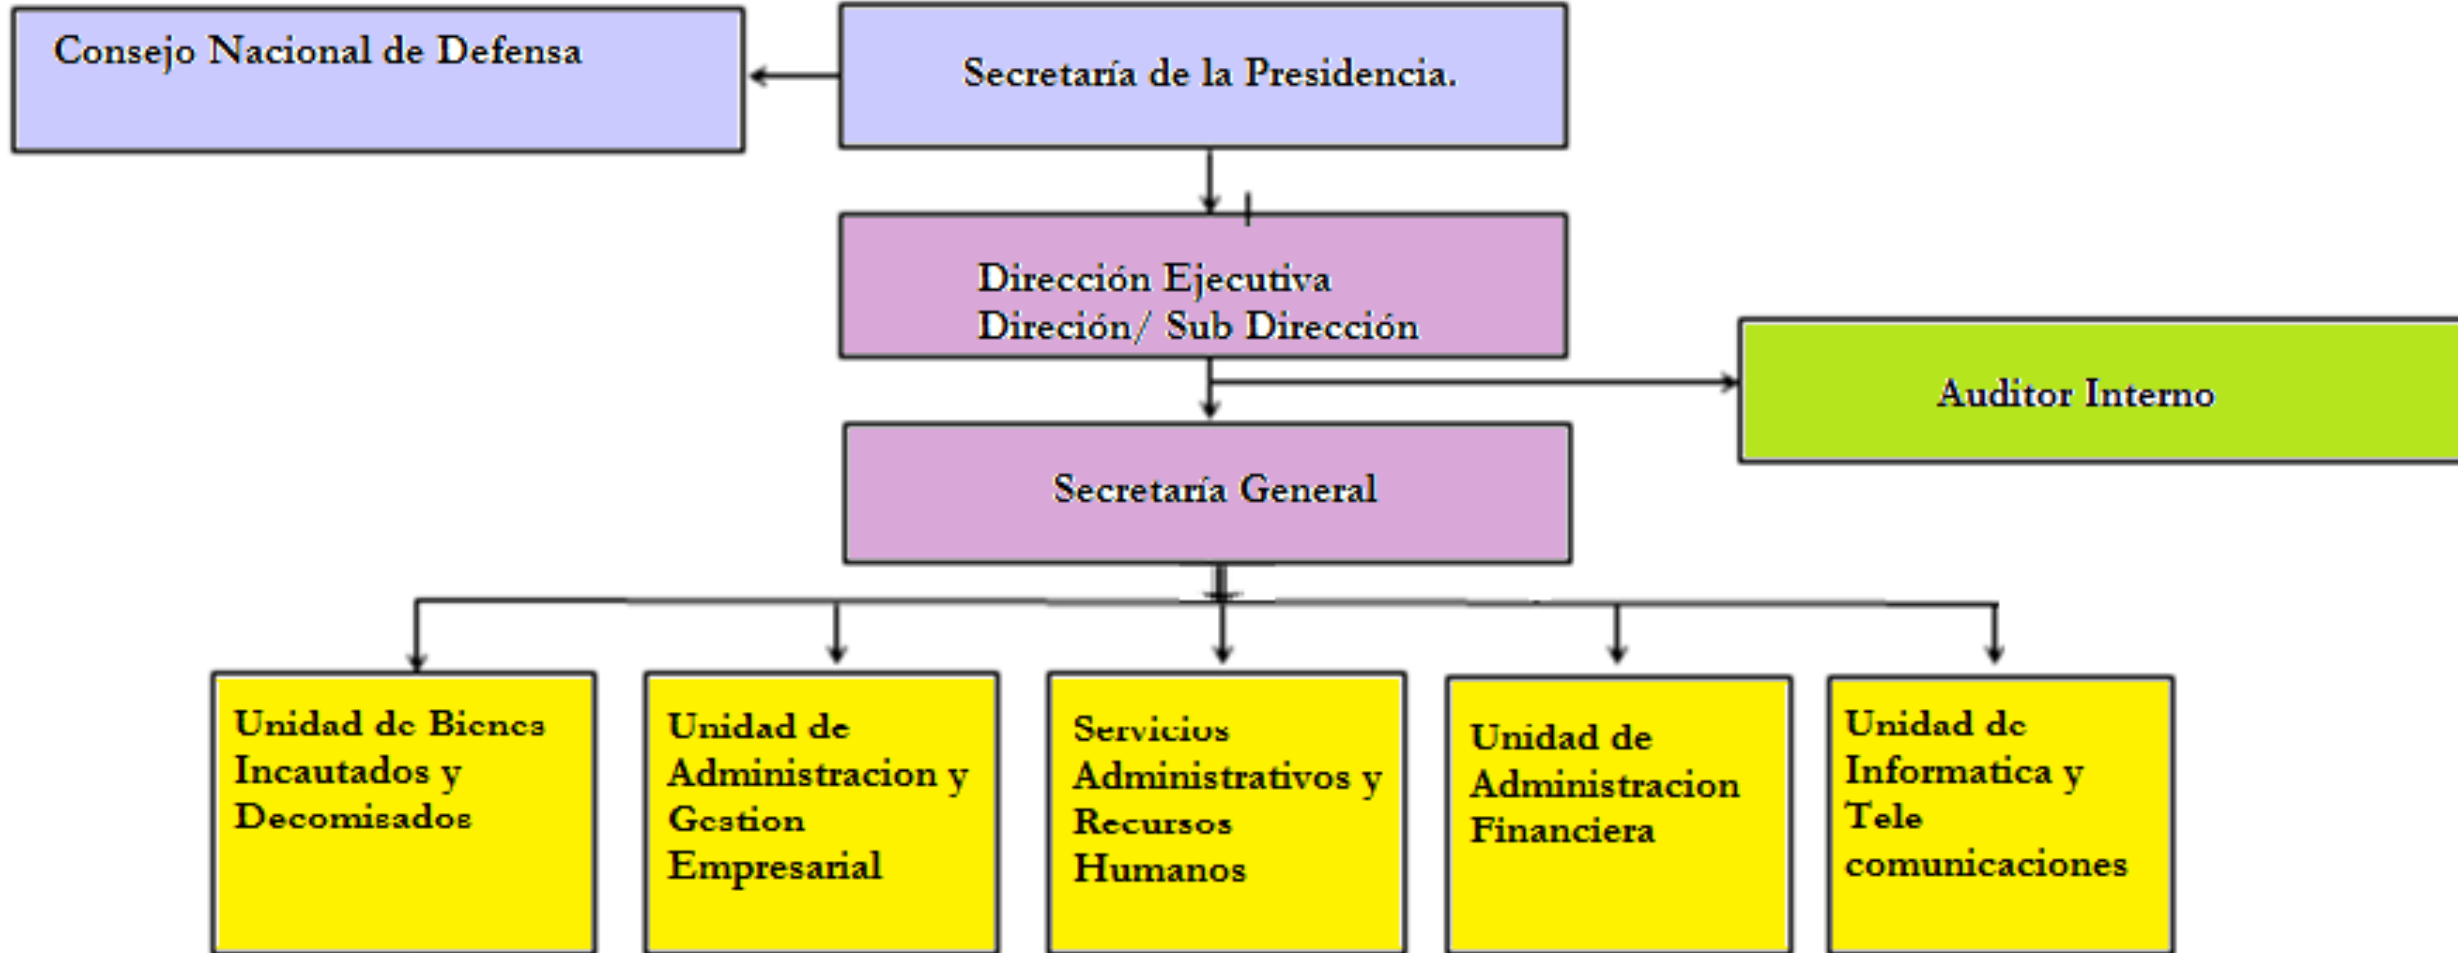 Consejo Nacional de Defensa
Secretaría de la Presidencia.
Dirección Ejecutiva
Direción/ Sub Dirección
Auditor Interno
Secretaría General
Unidad de Bienes
Incautados y
Decomisados
Unidad de
Administracion y
Gestion
Empresarial
Servicios
Administrativos y
Recursos
Humanos
Unidad de
Administracion
Financiera
Unidad de
Informatica y
Tele
comunicaciones